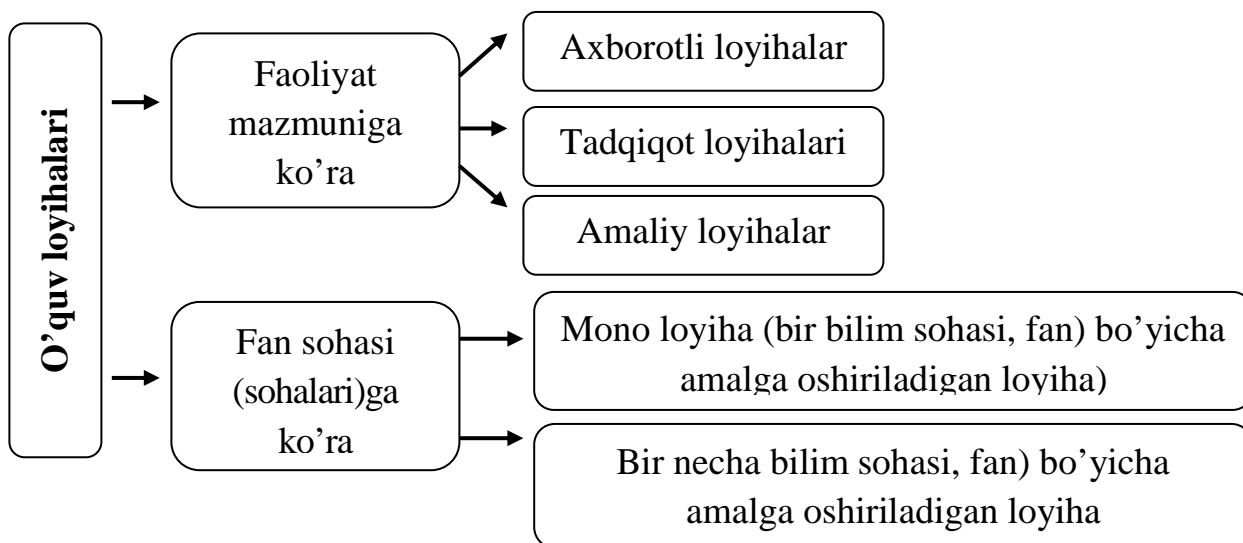 O’quv loyihalari
Faoliyat
mazmuniga
ko’ra
Axborotli loyihalar
Tadqiqot loyihalari
Amaliy loyihalar
Fan sohasi
(sohalari)ga
ko’ra
Mono loyiha (bir bilim sohasi, fan) bo’yicha
amalga oshiriladigan loyiha)
Bir necha bilim sohasi, fan) bo’yicha
amalga oshiriladigan loyiha